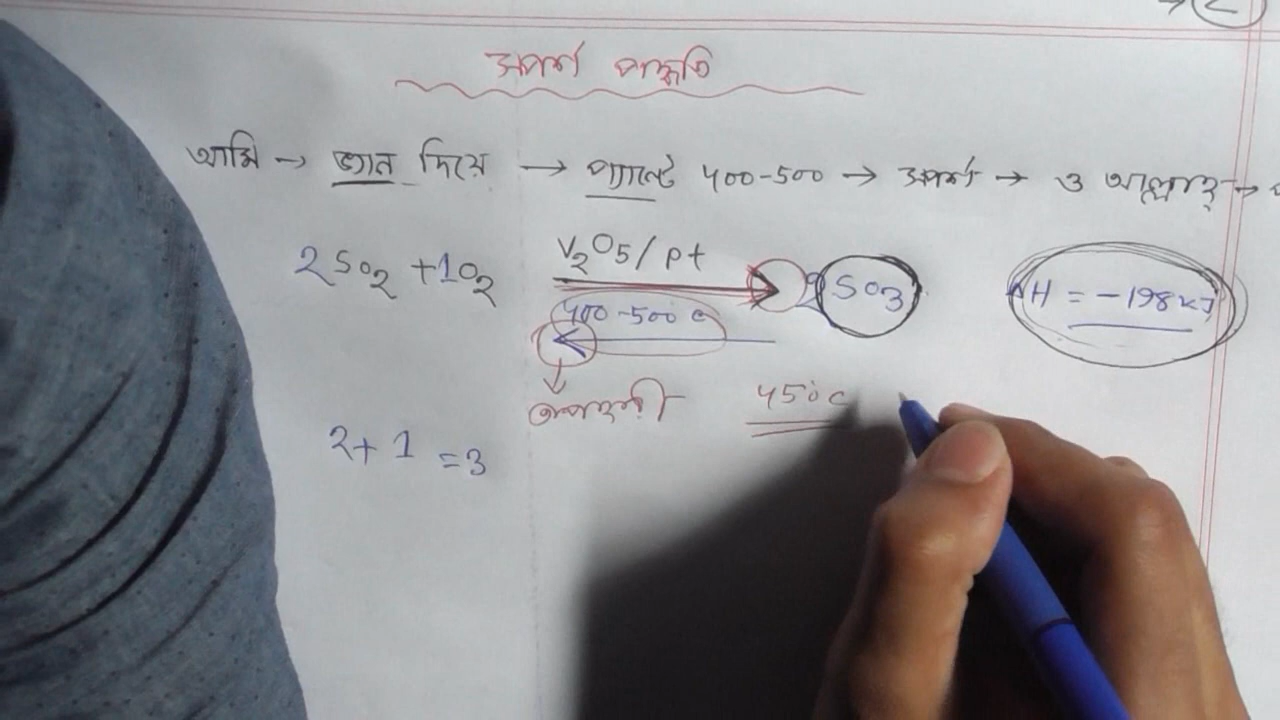 স্পর্শ পদ্ধতি
আমি → ভ্যান দিয়ে → প্যান্টে 400-500 → স্পর্শ → ও আল্লাহ্ →
2SO2 + 1O2 V2O5/Pt 2SO3 ΔH = -198 KJ
400-500 c
450°c
2+1 =3